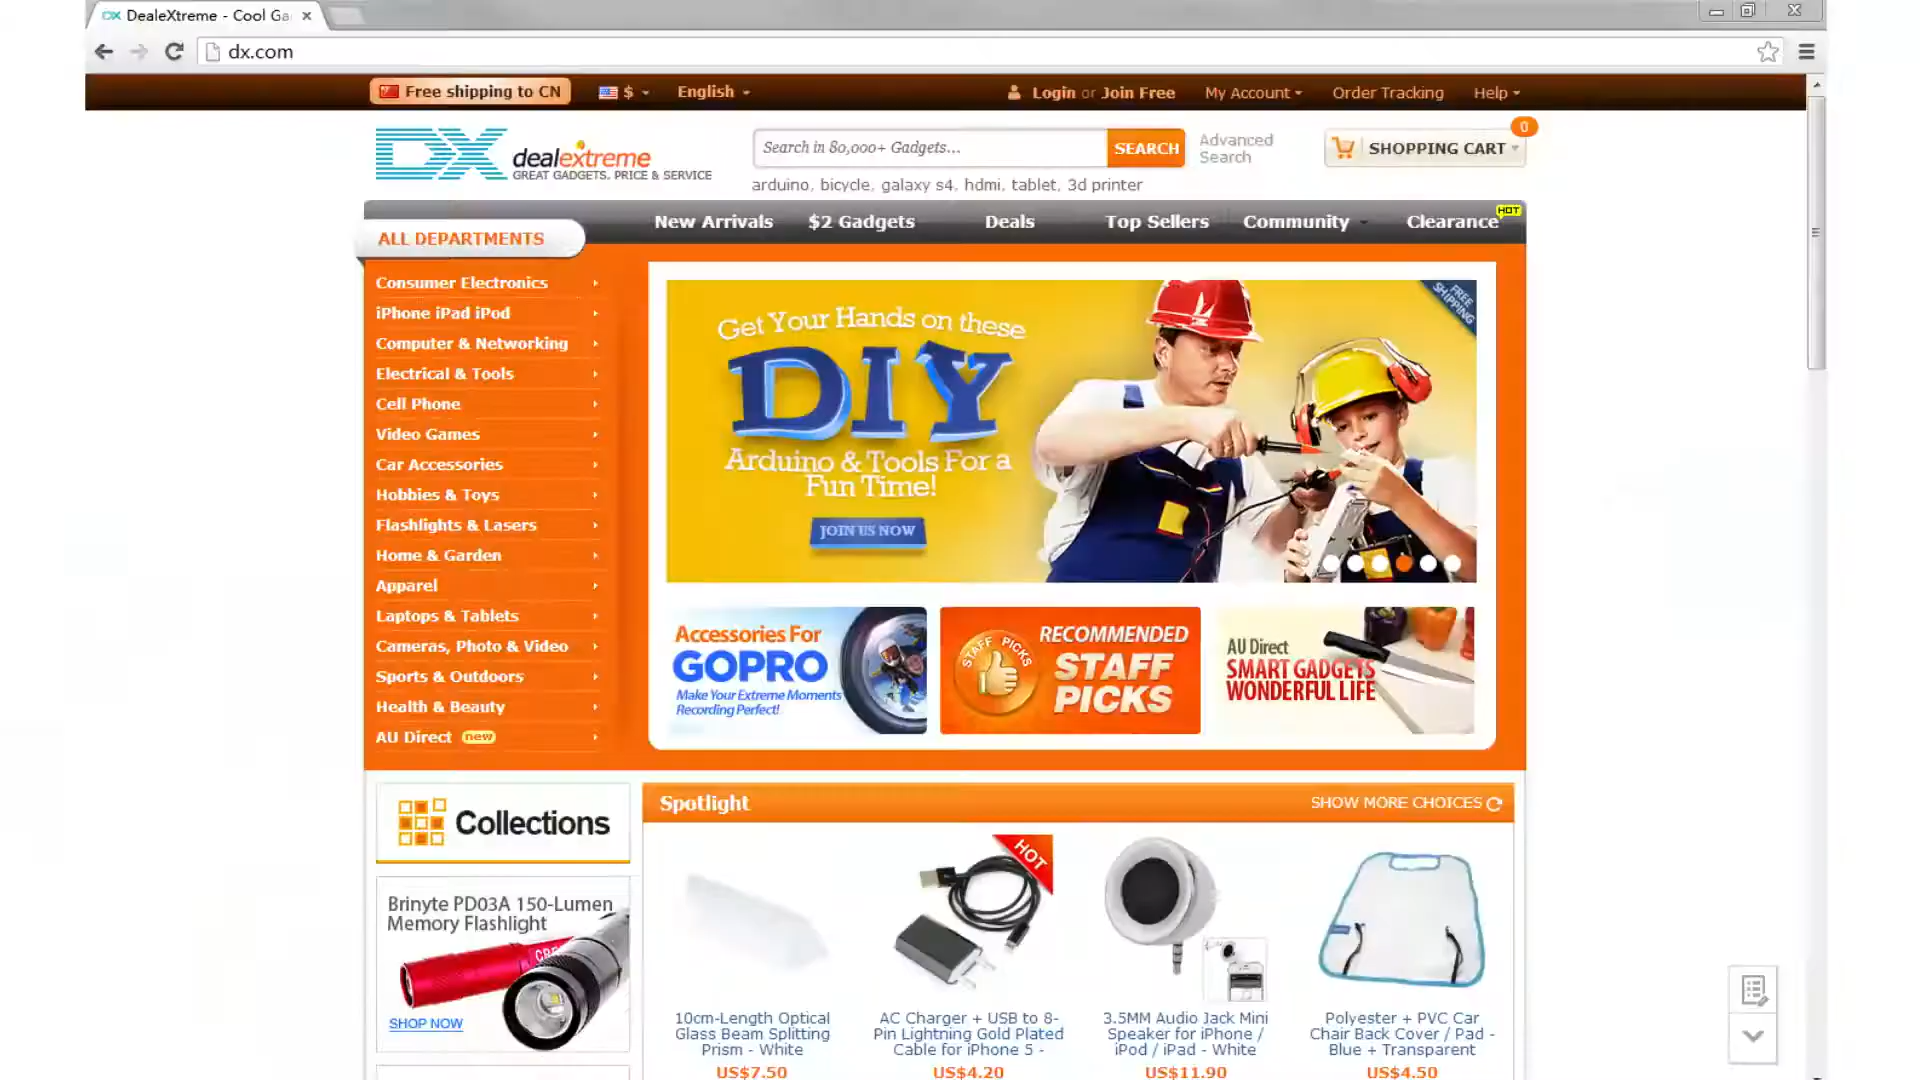 DX DealeXtreme - Cool Ga
dx.com
Free shipping to CN
$
English
Login or Join Free
My Account
Order Tracking
Help
DX dealextreme
GREAT GADGETS. PRICE & SERVICE
Search in 80,000+ Gadgets...
SEARCH
Advanced
Search
0
SHOPPING CART
arduino, bicycle, galaxy s4, hdmi, tablet, 3d printer
ALL DEPARTMENTS
New Arrivals
$2 Gadgets
Deals
Top Sellers
Community
Clearance
HOT
Consumer Electronics
iPhone iPad iPod
Computer & Networking
Electrical & Tools
Cell Phone
Video Games
Car Accessories
Hobbies & Toys
Flashlights & Lasers
Home & Garden
Apparel
Laptops & Tablets
Cameras, Photo & Video
Sports & Outdoors
Health & Beauty
AU Direct new
Get Your Hands on these
DIY
Arduino & Tools For a
Fun Time!
JOIN US NOW
FREE
SHIPPING
Accessories For
GOPRO
Make Your Extreme Moments
Recording Perfect!
STAFF PICKS
RECOMMENDED
STAFF
PICKS
AU Direct
SMART GADGETS
WONDERFUL LIFE
Collections
Brinyte PD03A 150-Lumen
Memory Flashlight
CRE
SHOP NOW
Spotlight
SHOW MORE CHOICES
HOT
10cm-Length Optical
Glass Beam Splitting
Prism - White
US$7.50
AC Charger + USB to 8-
Pin Lightning Gold Plated
Cable for iPhone 5 -
US$4.20
3.5MM Audio Jack Mini
Speaker for iPhone /
iPod / iPad - White
US$11.90
Polyester + PVC Car
Chair Back Cover / Pad -
Blue + Transparent
US$4.50